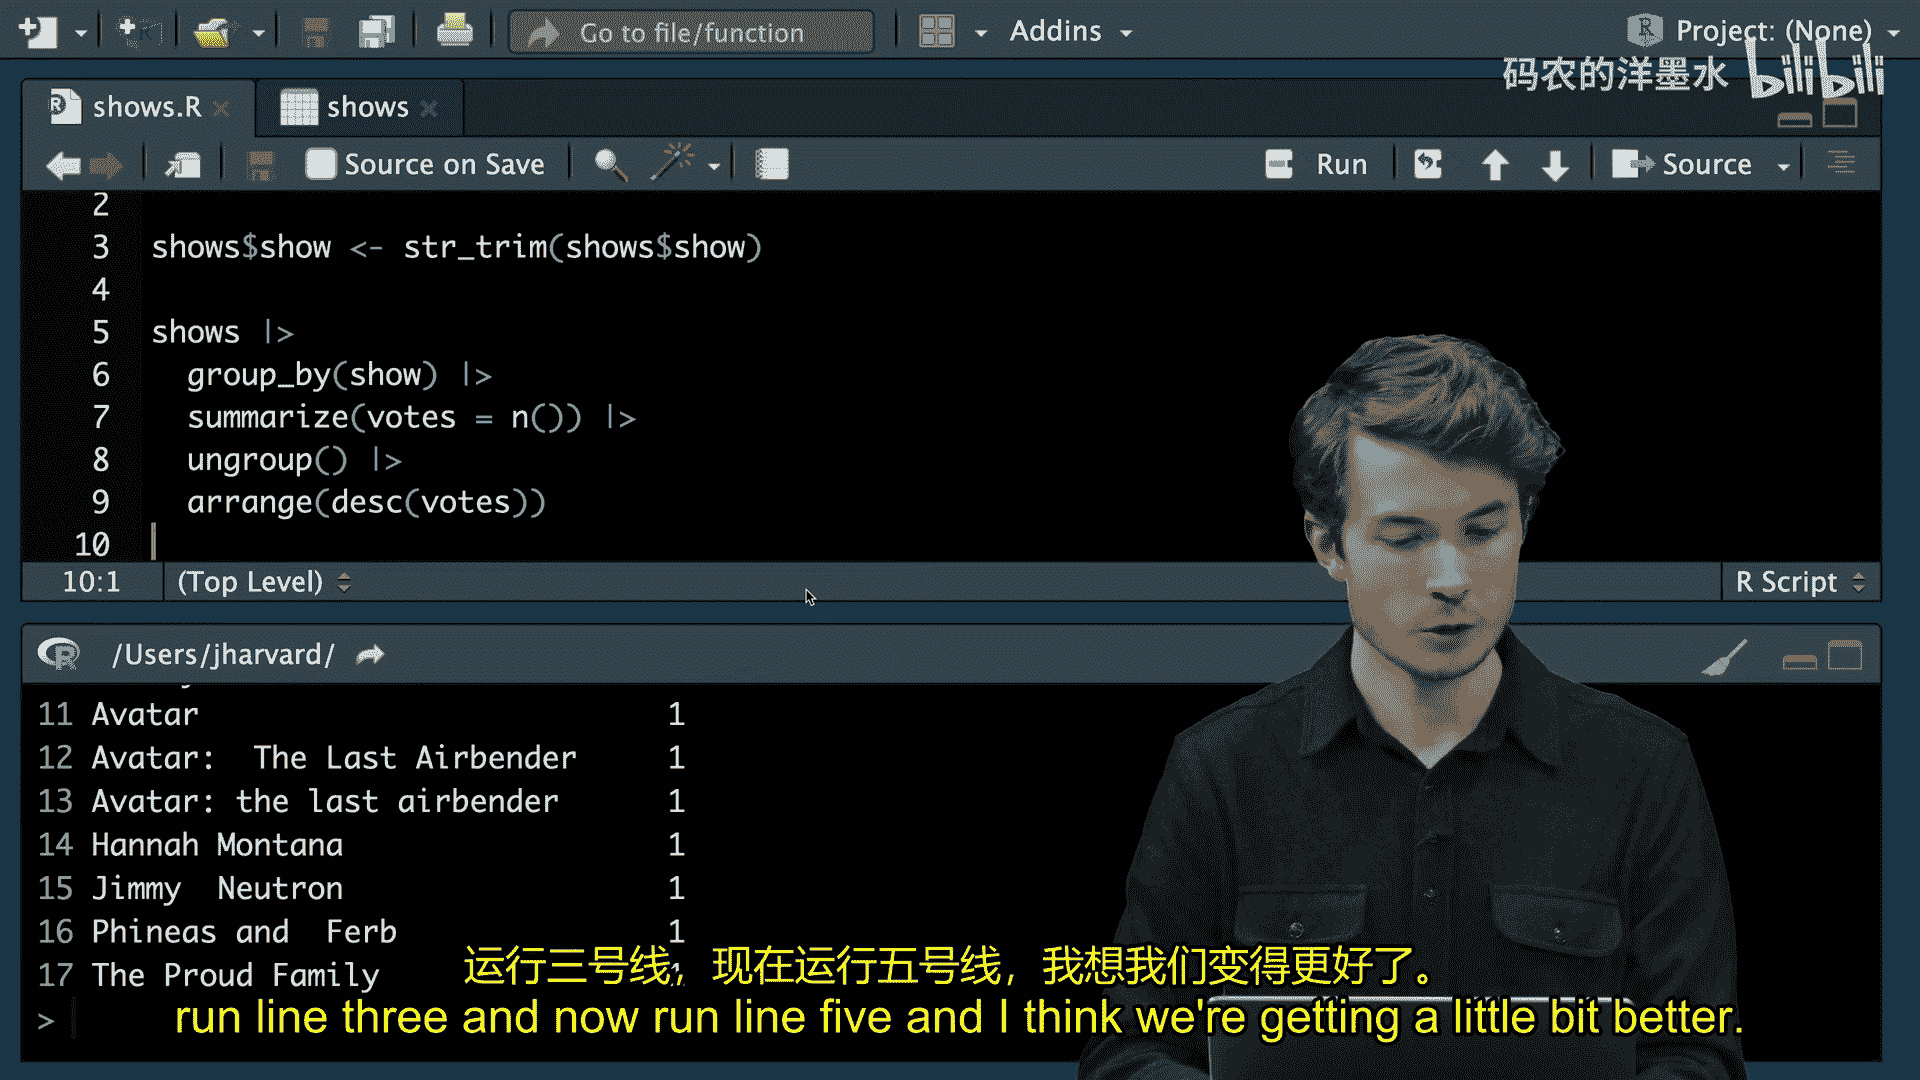 Go to file/function
Addins
Project: (None)
码农的洋墨水 bilibili
shows.R
shows
Source on Save
Run
Source
2
3 shows$show <- str_trim(shows$show)
4
5 shows |>
6 group_by(show) |>
7 summarize(votes = n()) |>
8 ungroup() |>
9 arrange(desc(votes))
10
10:1 (Top Level) R Script
R /Users/jharvard/
11 Avatar 1
12 Avatar:  The Last Airbender 1
13 Avatar: the last airbender 1
14 Hannah Montana 1
15 Jimmy  Neutron 1
16 Phineas and  Ferb 1
17 The Proud Family 1
>
运行三号线，现在运行五号线，我想我们变得更好了。
run line three and now run line five and I think we're getting a little bit better.